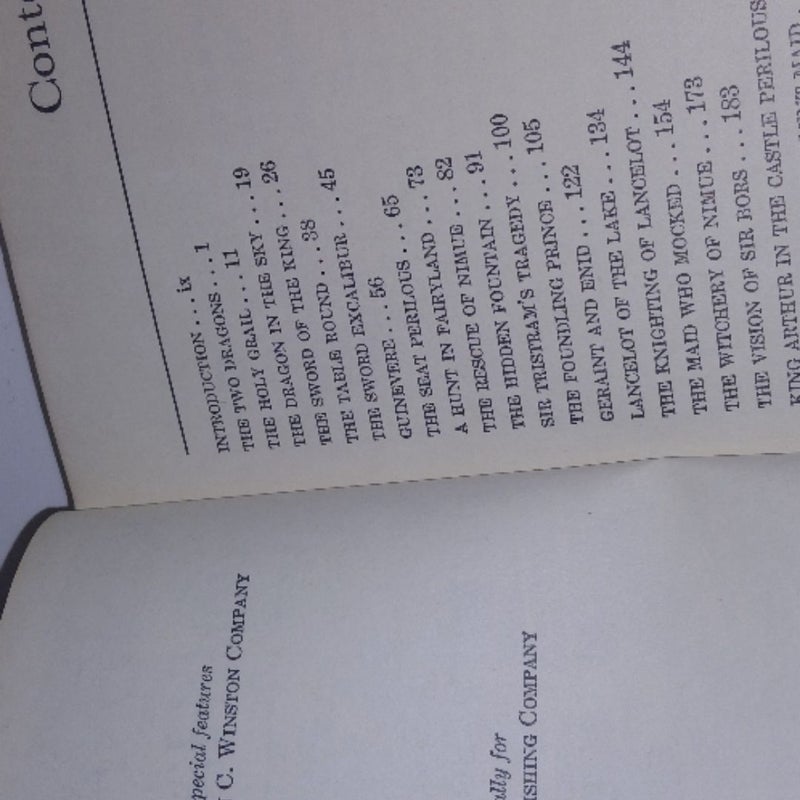 features
C. WINSTON COMPANY
for
COMPANY
INTRODUCTION...ix
THE TWO DRAGONS...1
THE HOLY GRAIL...11
THE DRAGON IN THE SKY...19
THE SWORD OF THE KING...26
THE TABLE ROUND...38
THE SWORD EXCALIBUR...45
GUINEVERE...56
THE SEAT PERILOUS...65
A HUNT IN FAIRYLAND...73
THE RESCUE OF NIMUE...82
THE HIDDEN FOUNTAIN...91
SIR TRISTRAM'S TRAGEDY...100
THE FOUNDLING PRINCE...105
GERAINT AND ENID...122
LANCELOT OF THE LAKE...134
THE KNIGHTING OF LANCELOT...144
THE MAID WHO MOCKED...154
THE WITCHERY OF NIMUE...173
THE VISION OF SIR BORS...183
KING ARTHUR IN THE CASTLE PERILOUS
MAID